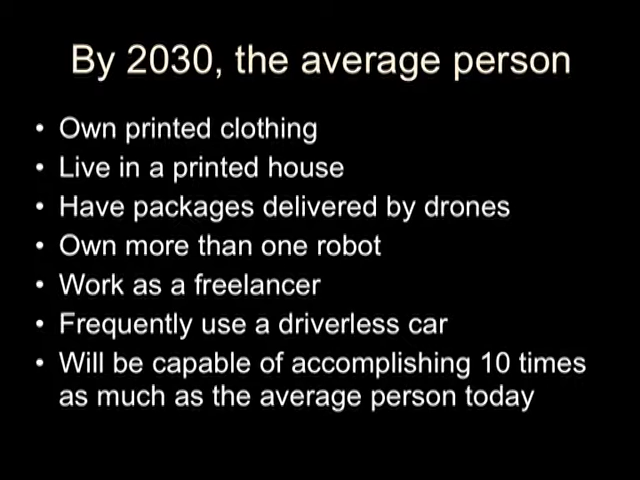 By 2030, the average person
• Own printed clothing
• Live in a printed house
• Have packages delivered by drones
• Own more than one robot
• Work as a freelancer
• Frequently use a driverless car
• Will be capable of accomplishing 10 times
as much as the average person today